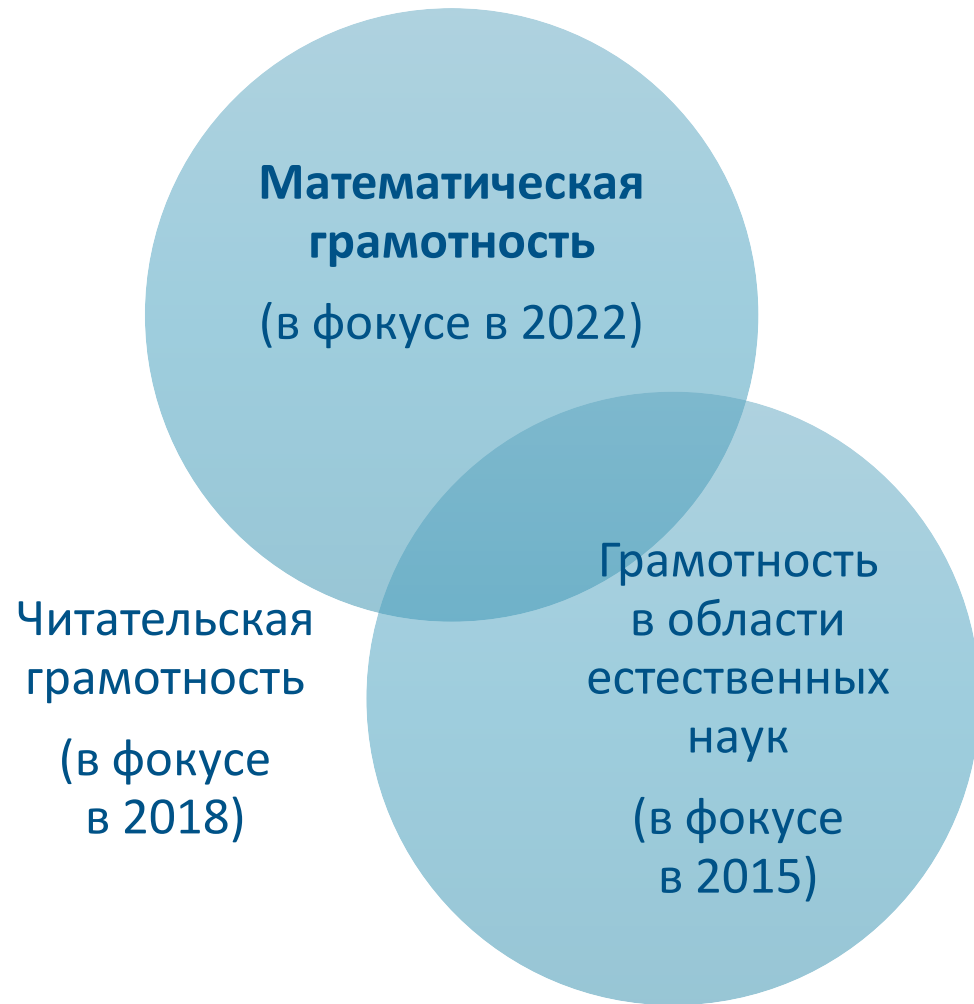 Математическая
грамотность
(в фокусе в 2022)
Читательская
грамотность
(в фокусе
в 2018)
Грамотность
в области
естественных
наук
(в фокусе
в 2015)